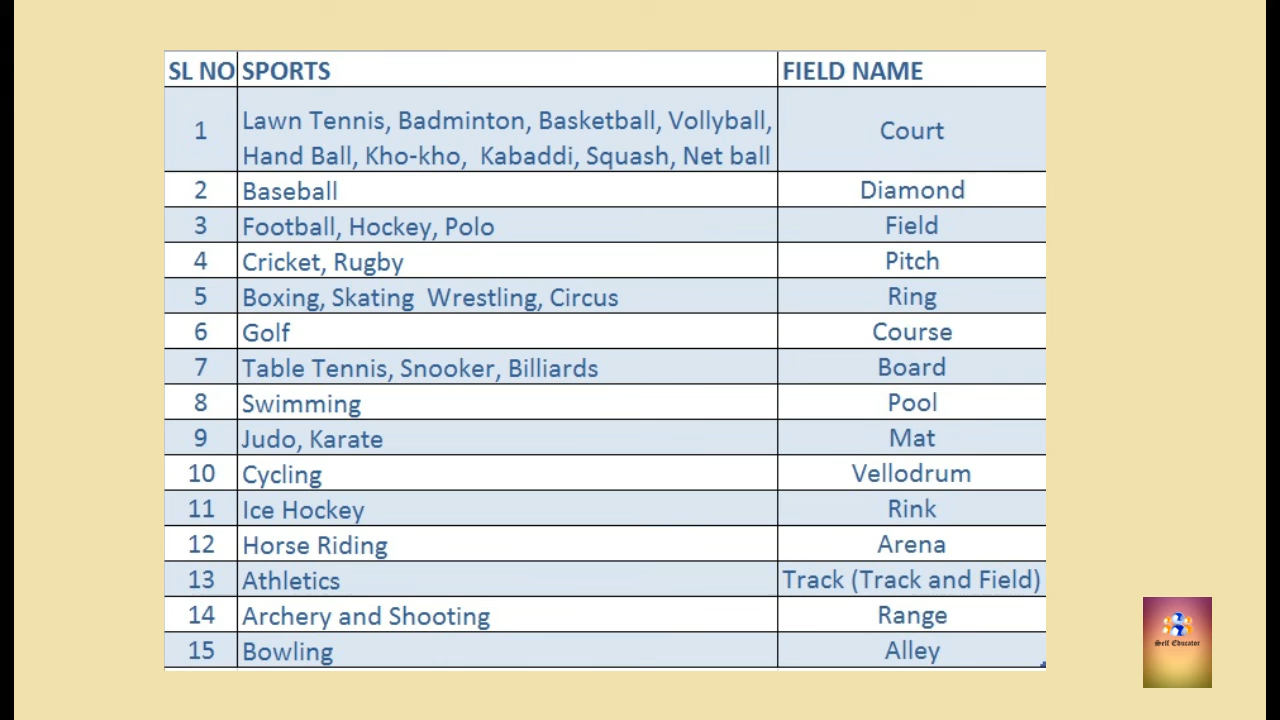 SL NO SPORTS FIELD NAME
1 Lawn Tennis, Badminton, Basketball, Vollyball, Court
Hand Ball, Kho-kho, Kabaddi, Squash, Net ball
2 Baseball Diamond
3 Football, Hockey, Polo Field
4 Cricket, Rugby Pitch
5 Boxing, Skating Wrestling, Circus Ring
6 Golf Course
7 Table Tennis, Snooker, Billiards Board
8 Swimming Pool
9 Judo, Karate Mat
10 Cycling Vellodrum
11 Ice Hockey Rink
12 Horse Riding Arena
13 Athletics Track (Track and Field)
14 Archery and Shooting Range
15 Bowling Alley
Self Educator